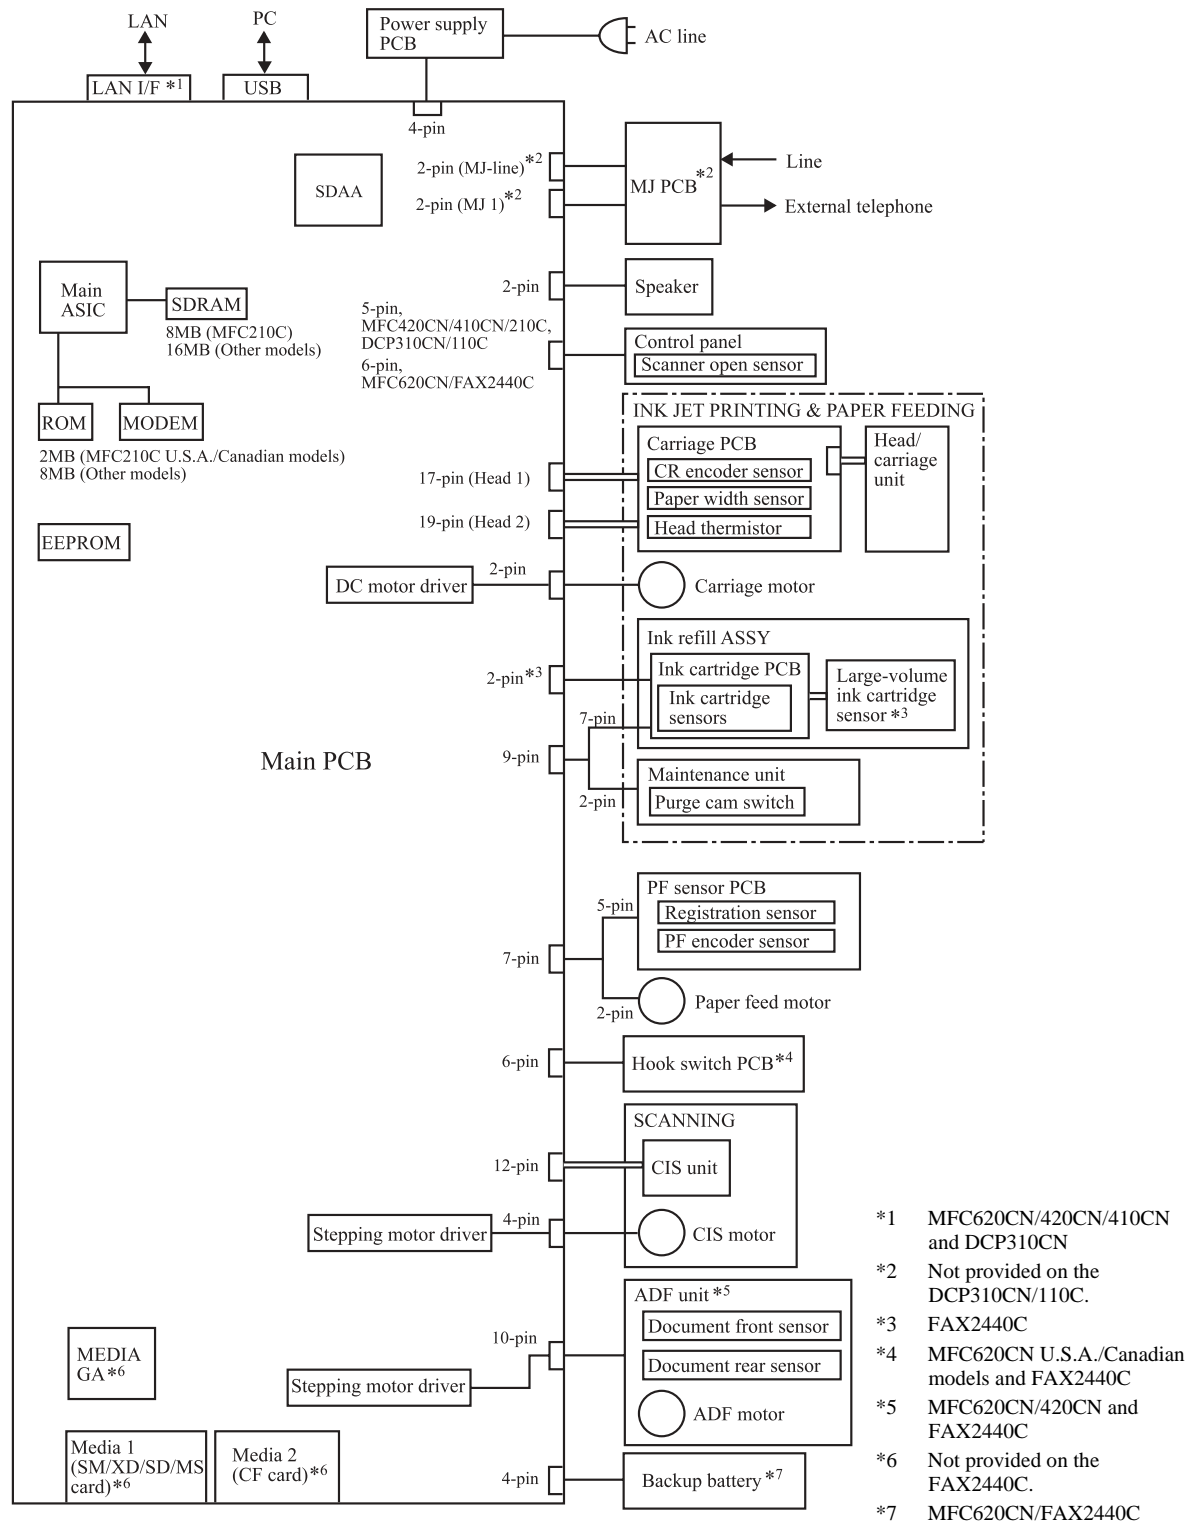 LAN
PC
Power supply
PCB
AC line
LAN I/F *1
USB
4-pin
2-pin (MJ-line)*2
Line
SDAA
MJ PCB*2
2-pin (MJ 1)*2
External telephone
Main
ASIC
SDRAM
8MB (MFC210C)
16MB (Other models)
2-pin
Speaker
5-pin,
MFC420CN/410CN/210C,
DCP310CN/110C
6-pin,
MFC620CN/FAX2440C
Control panel
Scanner open sensor
ROM
MODEM
2MB (MFC210C U.S.A./Canadian models)
8MB (Other models)
INK JET PRINTING & PAPER FEEDING
Carriage PCB
CR encoder sensor
Paper width sensor
Head thermistor
Head/
carriage
unit
17-pin (Head 1)
19-pin (Head 2)
EEPROM
DC motor driver
2-pin
Carriage motor
Ink refill ASSY
Ink cartridge PCB
Ink cartridge
sensors
Large-volume
ink cartridge
sensor *3
2-pin*3
7-pin
Main PCB
9-pin
2-pin
Maintenance unit
Purge cam switch
PF sensor PCB
Registration sensor
PF encoder sensor
5-pin
7-pin
2-pin
Paper feed motor
6-pin
Hook switch PCB*4
SCANNING
12-pin
CIS unit
Stepping motor driver
4-pin
CIS motor
ADF unit *5
Document front sensor
Document rear sensor
ADF motor
10-pin
Stepping motor driver
MEDIA
GA*6
Media 1
(SM/XD/SD/MS
card)*6
Media 2
(CF card)*6
4-pin
Backup battery *7
*1 MFC620CN/420CN/410CN
and DCP310CN
*2 Not provided on the
DCP310CN/110C.
*3 FAX2440C
*4 MFC620CN U.S.A./Canadian
models and FAX2440C
*5 MFC620CN/420CN and
FAX2440C
*6 Not provided on the
FAX2440C.
*7 MFC620CN/FAX2440C